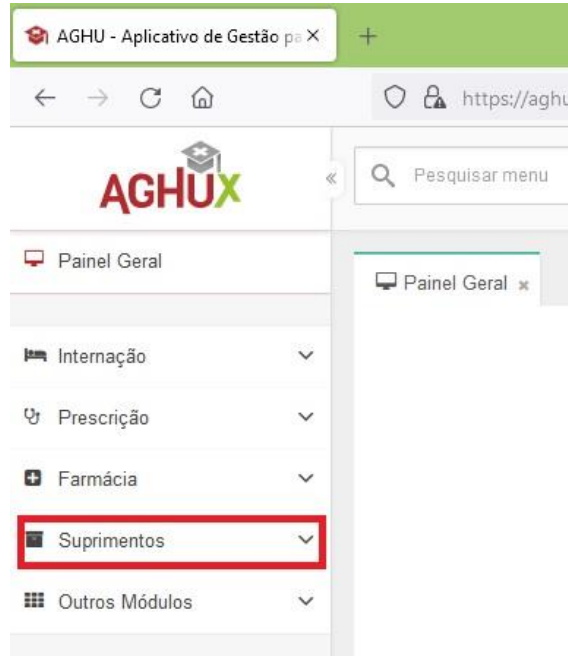 AGHU - Aplicativo de Gestão pa
https://aghu
AGHUX
Pesquisar menu
Painel Geral
Painel Geral
Internação
Prescrição
Farmácia
Suprimentos
Outros Módulos